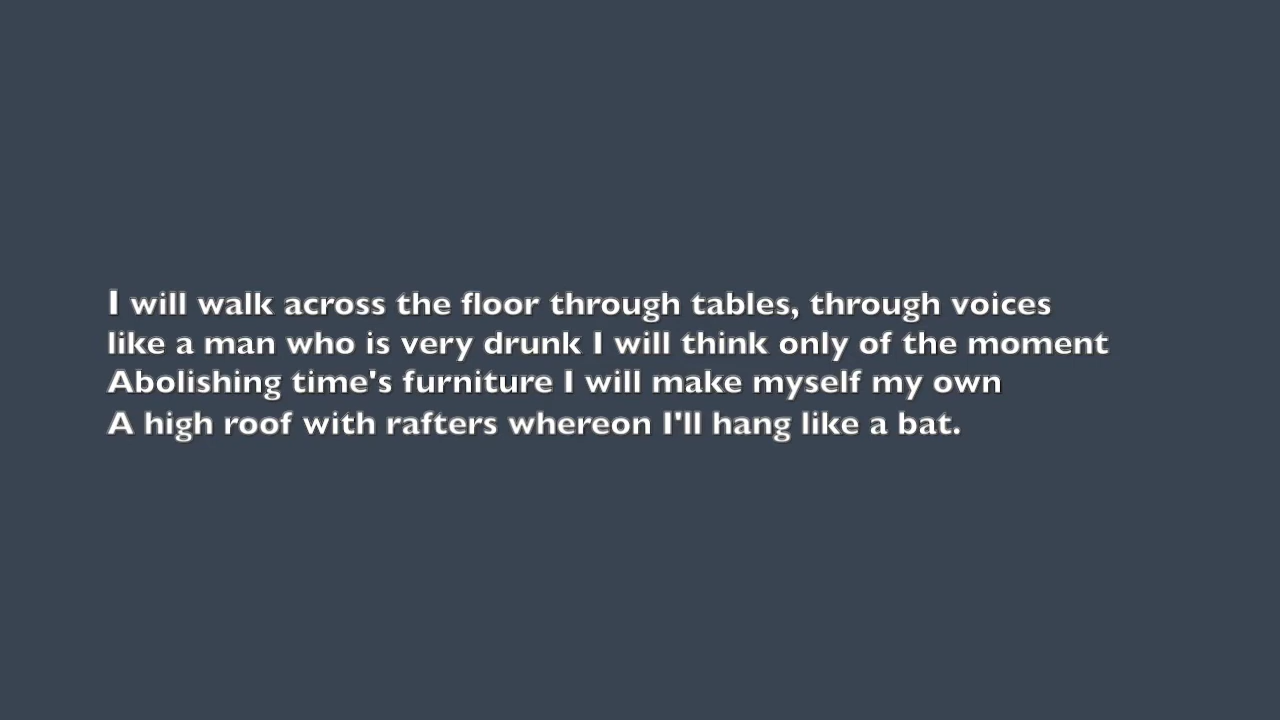 I will walk across the floor through tables, through voices
like a man who is very drunk I will think only of the moment
Abolishing time's furniture I will make myself my own
A high roof with rafters whereon I'll hang like a bat.